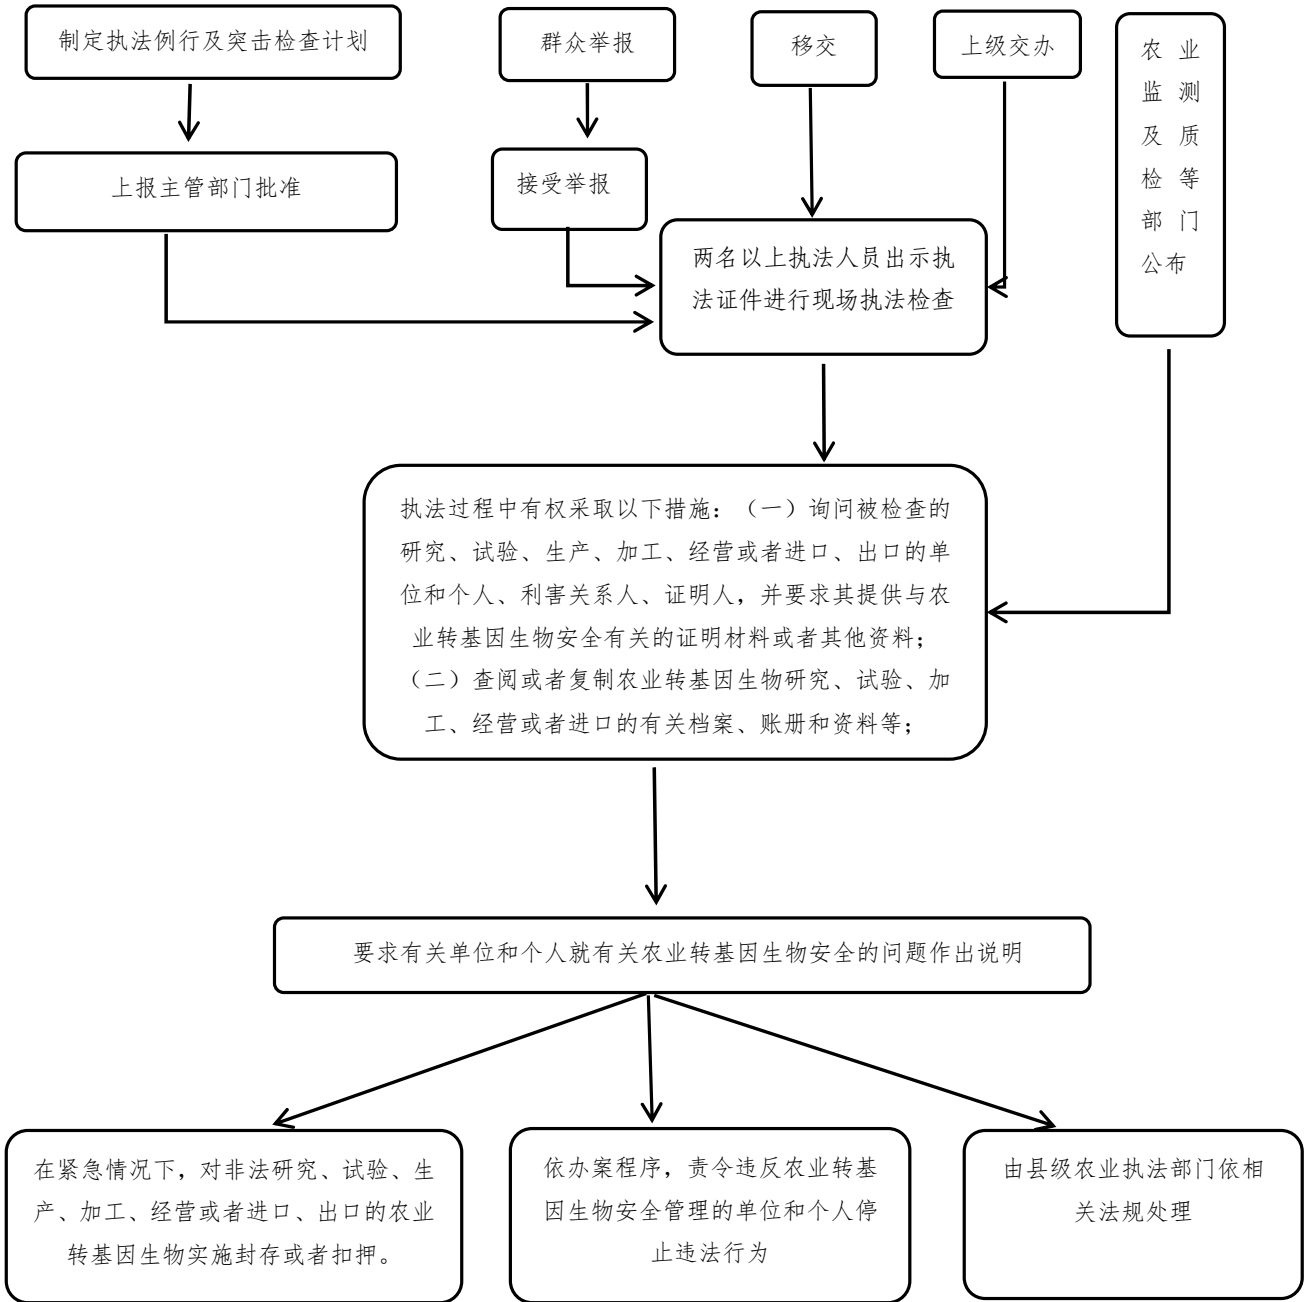 制定执法例行及突击检查计划
群众举报
移交
上级交办
农业
监测
及质
检等
部门
公布
上报主管部门批准
接受举报
两名以上执法人员出示执
法证件进行现场执法检查
执法过程中有权采取以下措施：（一）询问被检查的
研究、试验、生产、加工、经营或者进口、出口的单
位和个人、利害关系人、证明人，并要求其提供与农
业转基因生物安全有关的证明材料或者其他资料；
（二）查阅或者复制农业转基因生物研究、试验、加
工、经营或者进口的有关档案、账册和资料等；
要求有关单位和个人就有关农业转基因生物安全的问题作出说明
在紧急情况下，对非法研究、试验、生
产、加工、经营或者进口、出口的农业
转基因生物实施封存或者扣押。
依办案程序，责令违反农业转基
因生物安全管理的单位和个人停
止违法行为
由县级农业执法部门依相
关法规处理